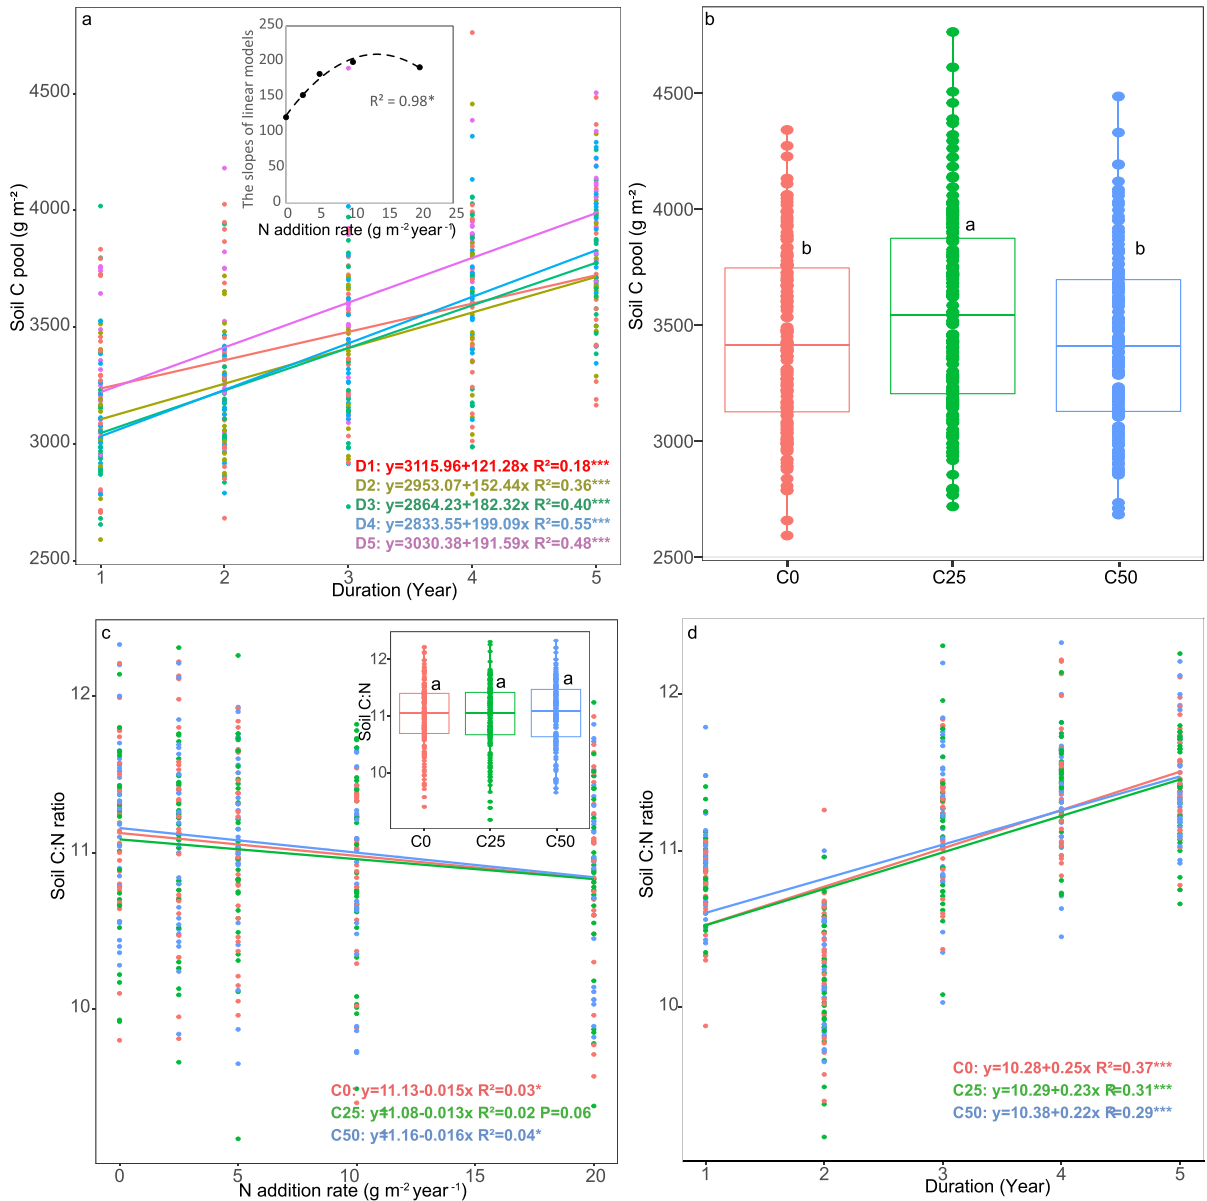 a
Soil C pool (g m⁻²)
4500
4000
3500
3000
2500
1
2
3
4
5
Duration (Year)
The slopes of linear models
250
200
150
100
50
0
R² = 0.98*
0
5
10
15
20
25
N addition rate (g m⁻² year⁻¹)
D1: y=3115.96+121.28x R²=0.18***
D2: y=2953.07+152.44x R²=0.36***
D3: y=2864.23+182.32x R²=0.40***
D4: y=2833.55+199.09x R²=0.55***
D5: y=3030.38+191.59x R²=0.48***
b
Soil C pool (g m⁻²)
4500
4000
3500
3000
2500
b
a
b
C0
C25
C50
c
Soil C:N ratio
12
11
10
0
5
10
15
20
N addition rate (g m⁻² year⁻¹)
Soil C:N
12
11
10
a
a
a
C0
C25
C50
C0: y=11.13-0.015x R²=0.03*
C25: y=11.08-0.013x R²=0.02 P=0.06
C50: y=11.16-0.016x R²=0.04*
d
Soil C:N ratio
12
11
10
1
2
3
4
5
Duration (Year)
C0: y=10.28+0.25x R²=0.37***
C25: y=10.29+0.23x R²=0.31***
C50: y=10.38+0.22x R²=0.29***